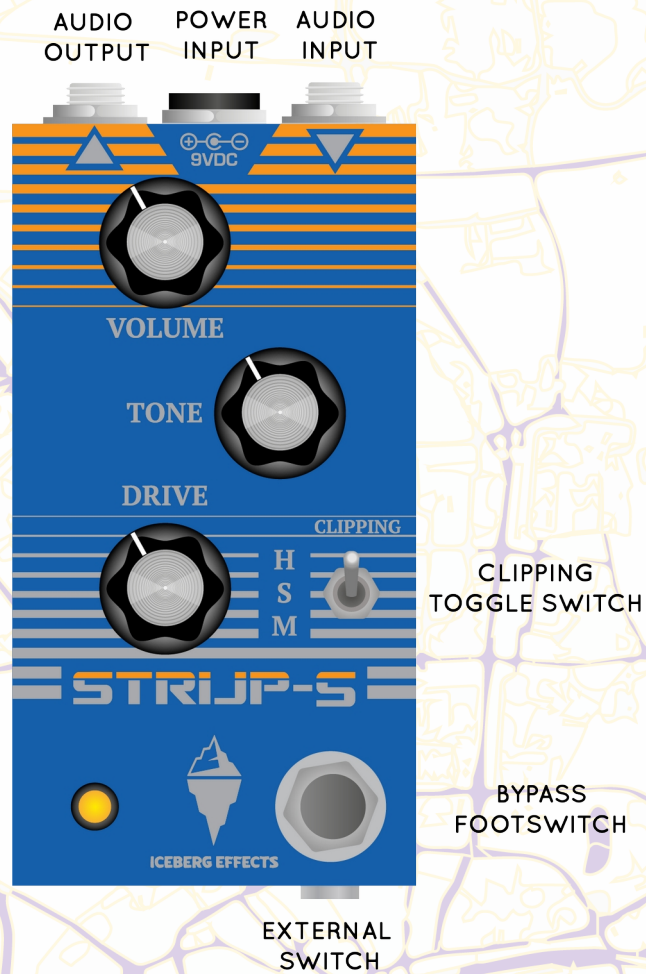 AUDIO
OUTPUT
POWER
INPUT
AUDIO
INPUT
9VDC
VOLUME
TONE
DRIVE
CLIPPING
H
S
M
CLIPPING
TOGGLE SWITCH
STRIJP-S
BYPASS
FOOTSWITCH
ICEBERG EFFECTS
EXTERNAL
SWITCH